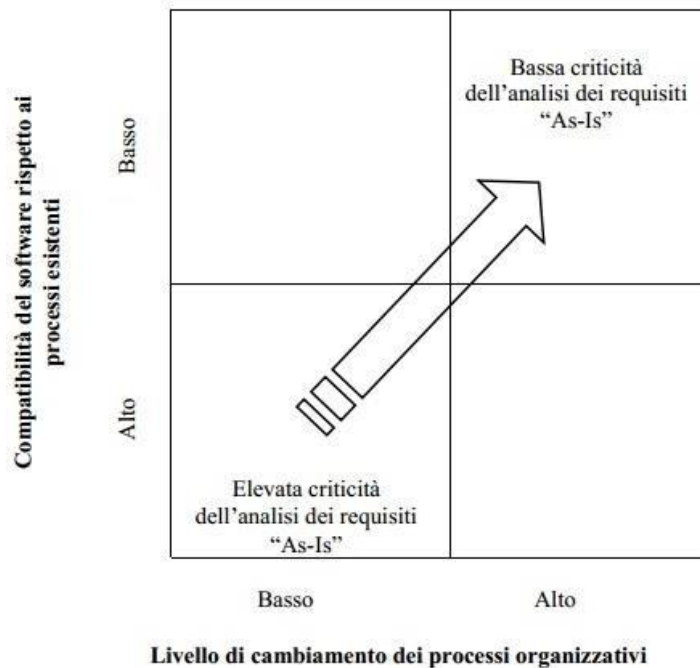 Compatibilità del software rispetto ai
processi esistenti
Basso
Alto
Bassa criticità
dell'analisi dei requisiti
“As-Is”
Elevata criticità
dell'analisi dei requisiti
“As-Is”
Basso
Alto
Livello di cambiamento dei processi organizzativi